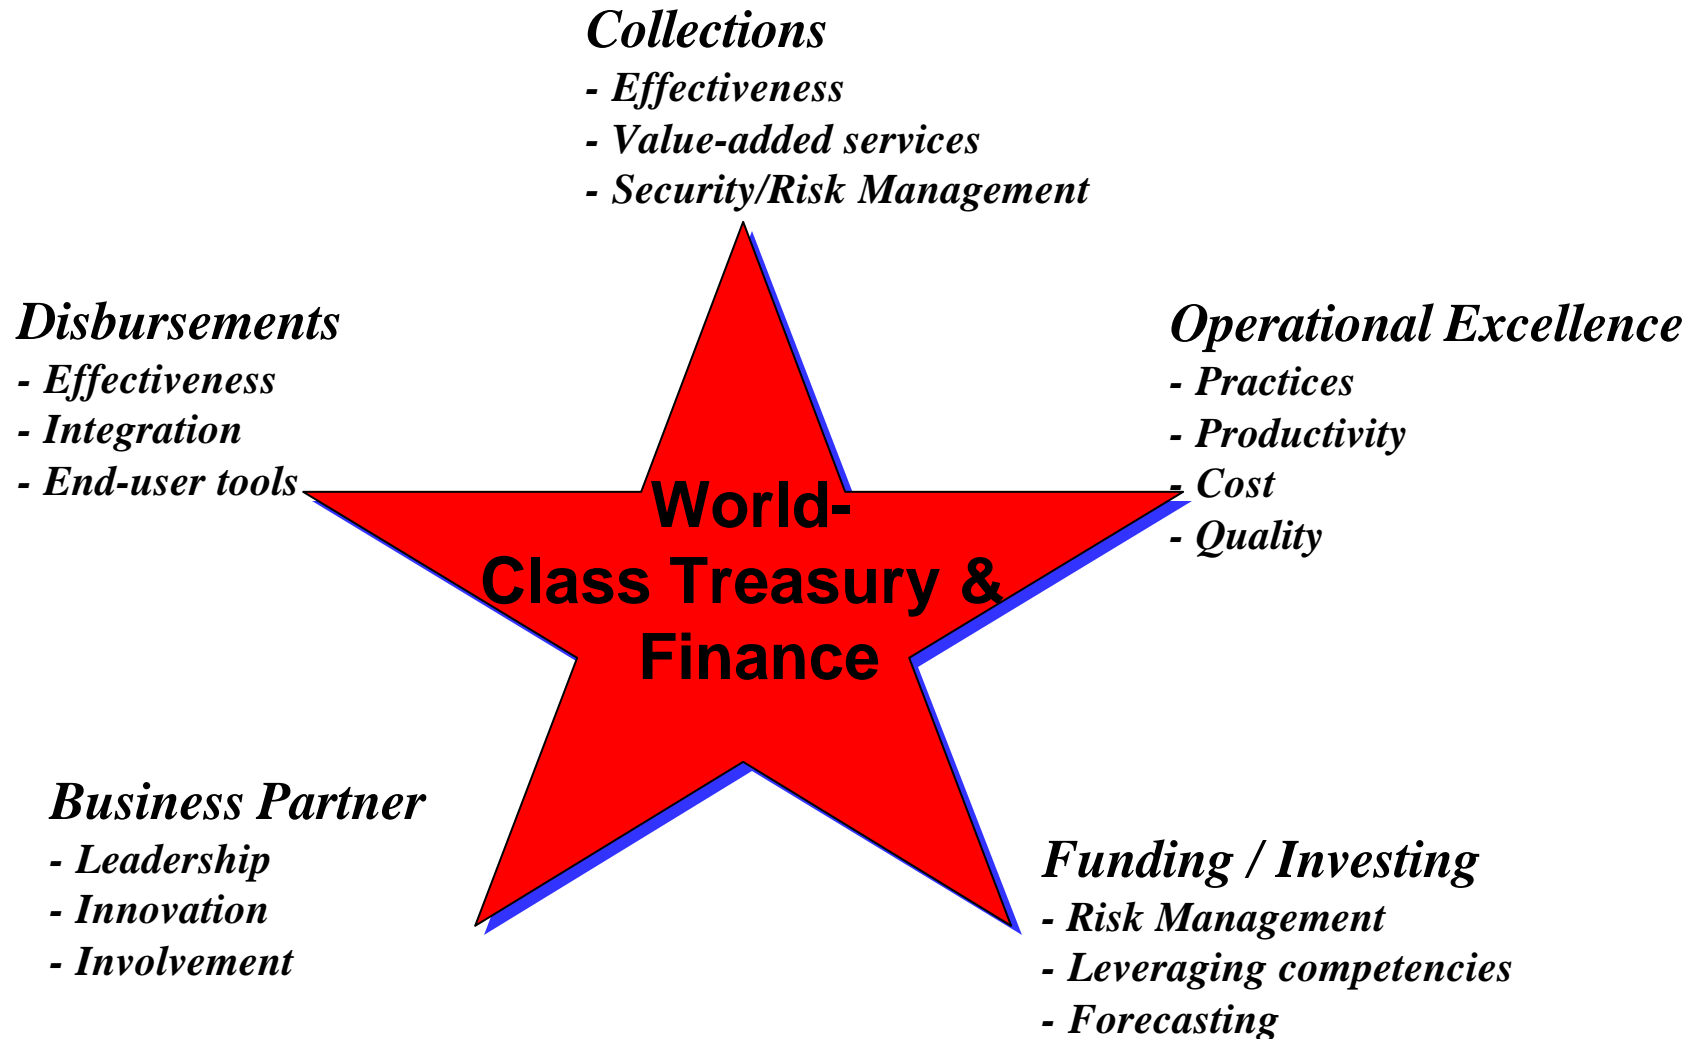 Collections
- Effectiveness
- Value-added services
- Security/Risk Management
Disbursements
- Effectiveness
- Integration
- End-user tools
Operational Excellence
- Practices
- Productivity
- Cost
- Quality
World-
Class Treasury &
Finance
Business Partner
- Leadership
- Innovation
- Involvement
Funding / Investing
- Risk Management
- Leveraging competencies
- Forecasting